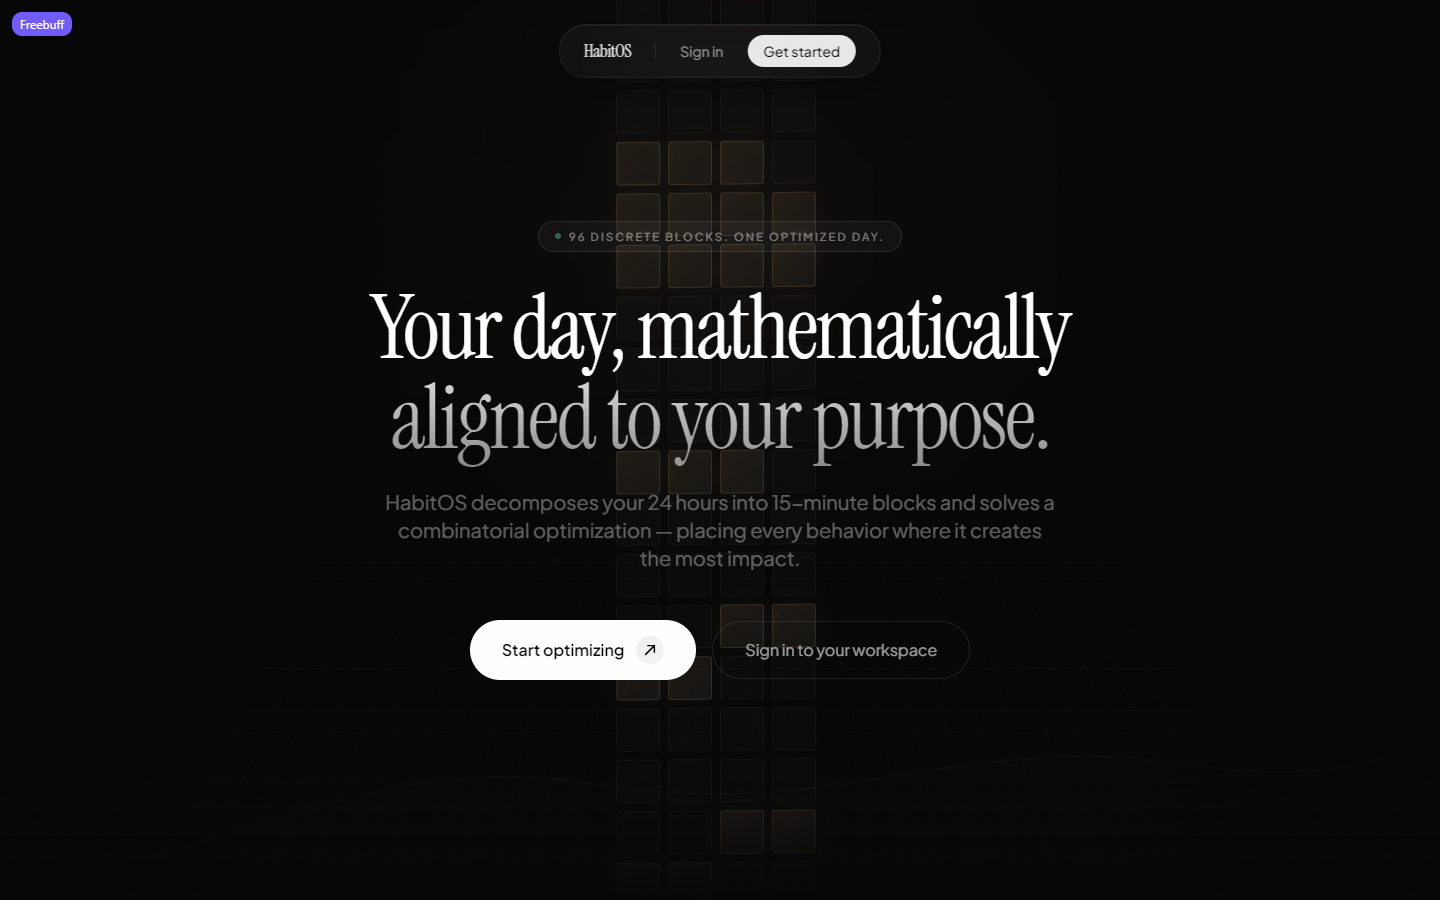 Freebuff
HabitOS
Sign in
Get started
96 DISCRETE BLOCKS. ONE OPTIMIZED DAY.
Your day, mathematically
aligned to your purpose.
HabitOS decomposes your 24 hours into 15–minute blocks and solves a
combinatorial optimization — placing every behavior where it creates
the most impact.
Start optimizing
Sign in to your workspace